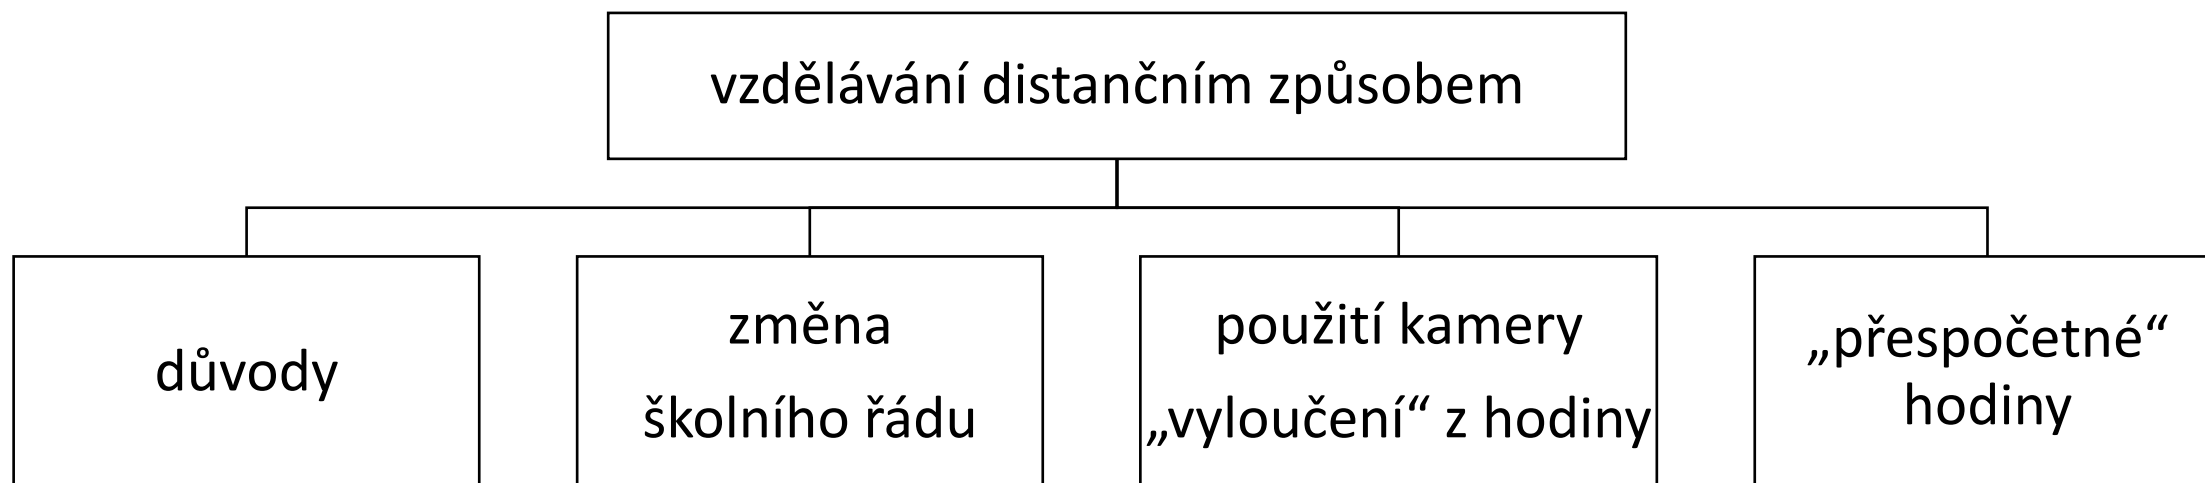 vzdělávání distančním způsobem
důvody
změna
školního řádu
použití kamery
„vyloučení“ z hodiny
„přespočetné“
hodiny